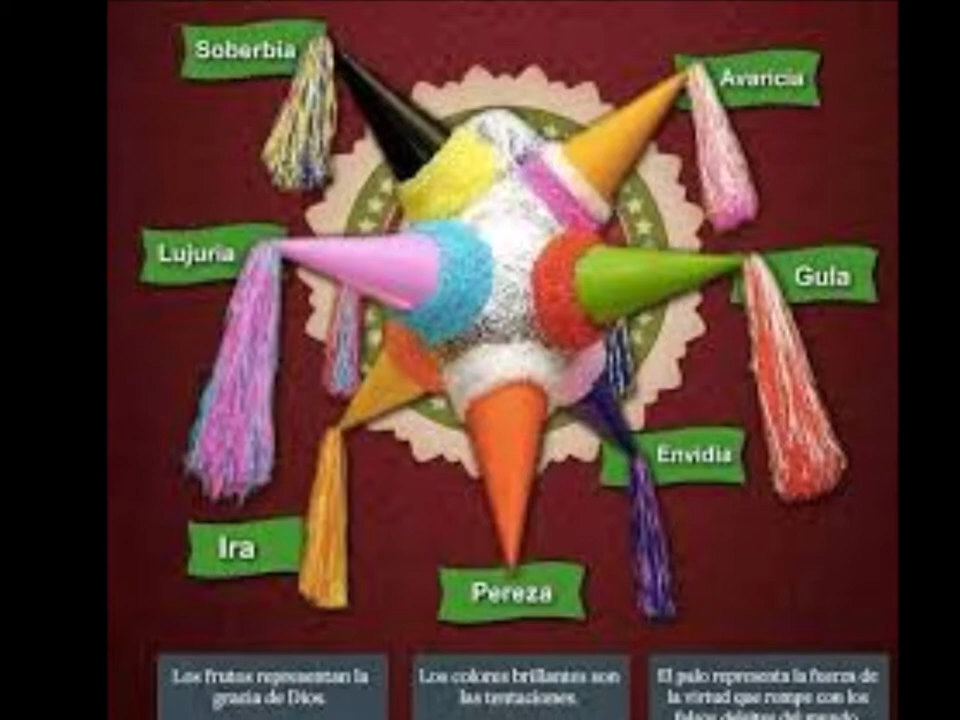 Soberbia
Avaricia
Lujuria
Gula
Envidia
Ira
Pereza
Los frutos representan la
gracia de Dios.
Los colores brillantes son
las tentaciones.
El palo representa la fuerza de
la virtud que rompe con los
falsos